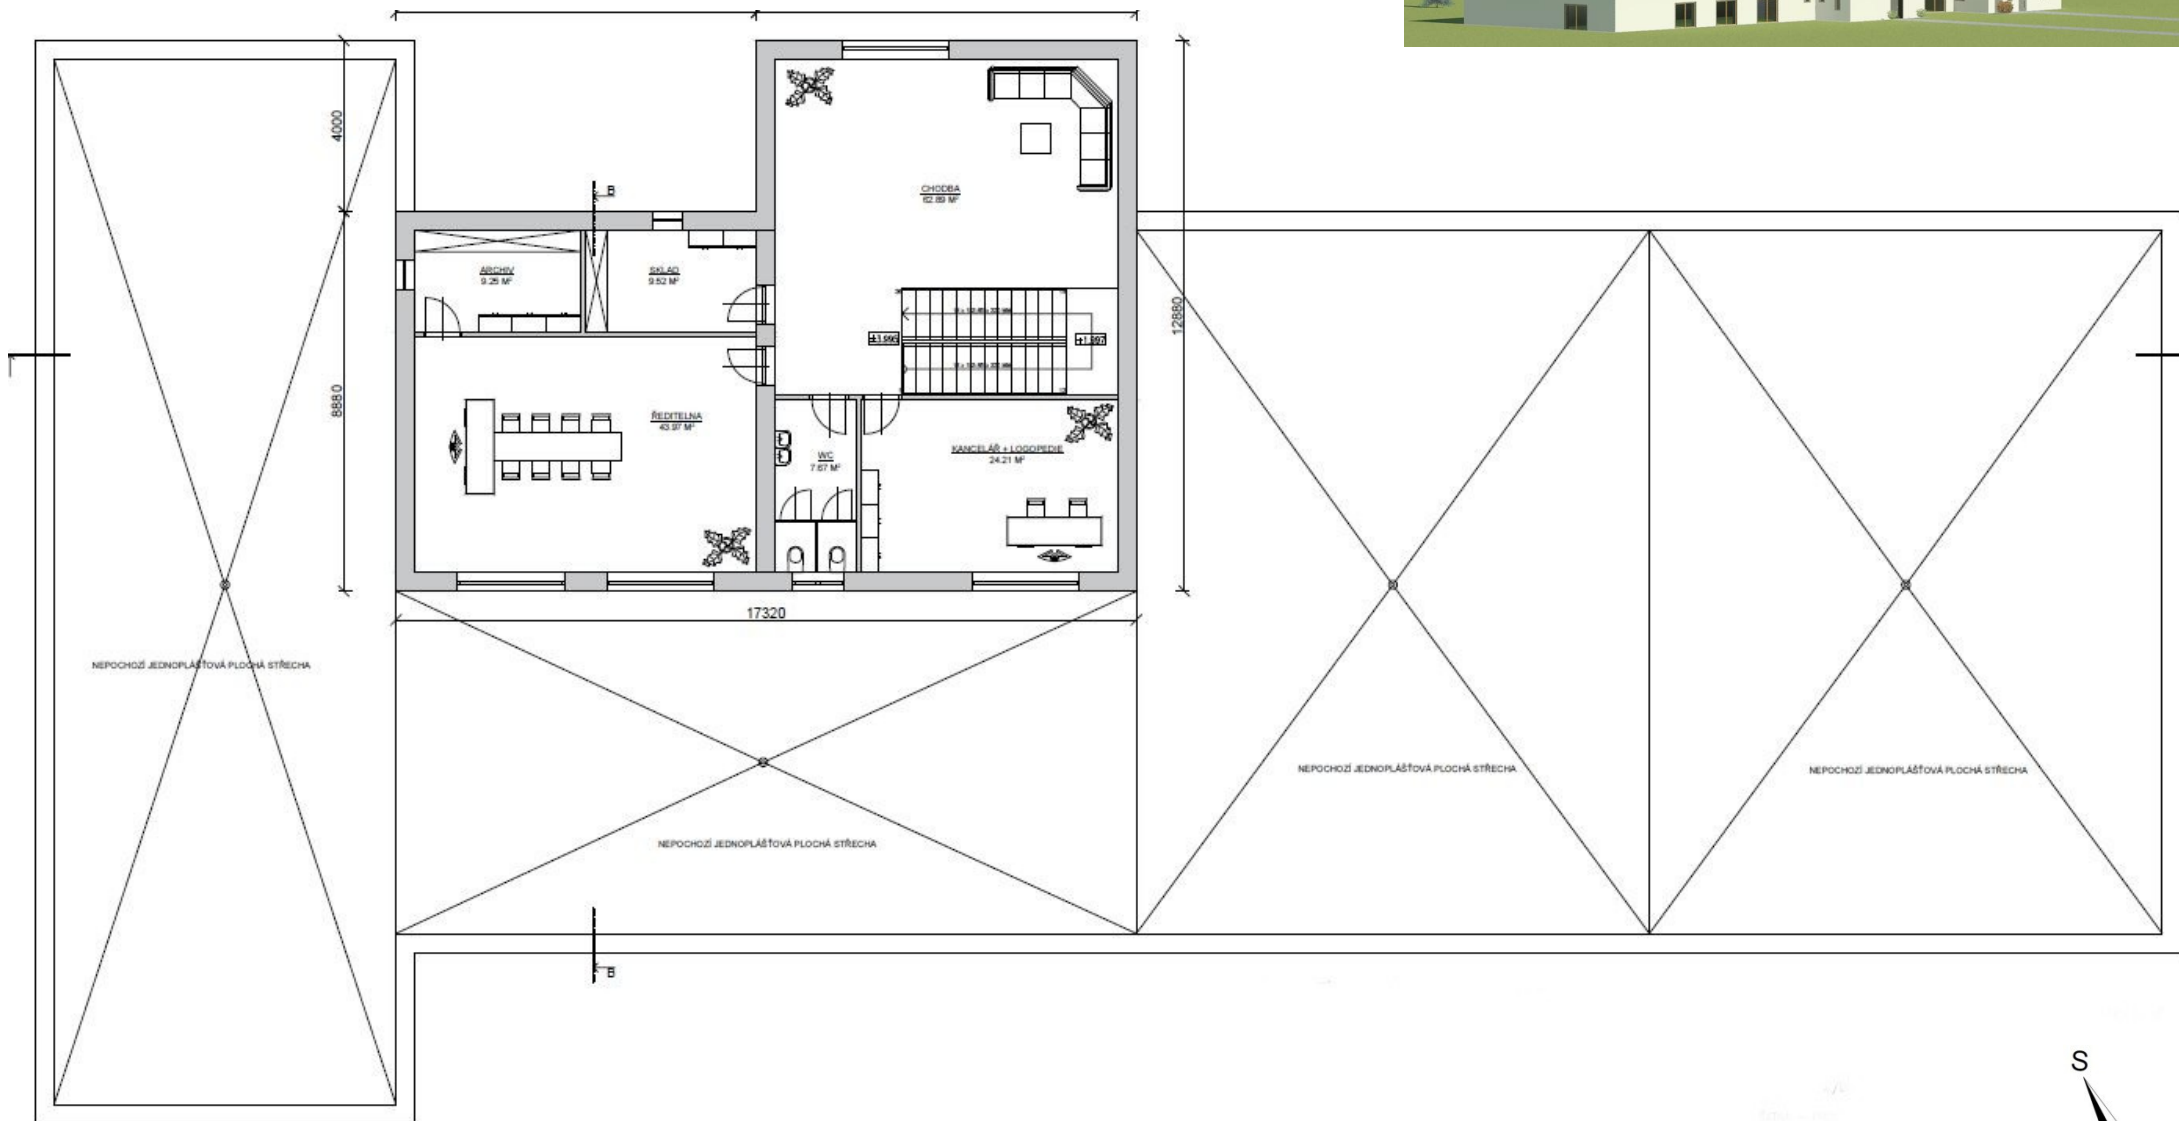 4000
B
CHODBA
62.89 M²
ARCHIV
9.25 M²
SKLAD
9.52 M²
12880
8880
ŘEDITELNA
43.97 M²
WC
7.67 M²
KANCELÁŘ + LOGOPEDIE
24.21 M²
17320
NEPOCHOZÍ JEDNOPLÁŠŤOVÁ PLOCHÁ STŘECHA
NEPOCHOZÍ JEDNOPLÁŠŤOVÁ PLOCHÁ STŘECHA
NEPOCHOZÍ JEDNOPLÁŠŤOVÁ PLOCHÁ STŘECHA
NEPOCHOZÍ JEDNOPLÁŠŤOVÁ PLOCHÁ STŘECHA
B
S